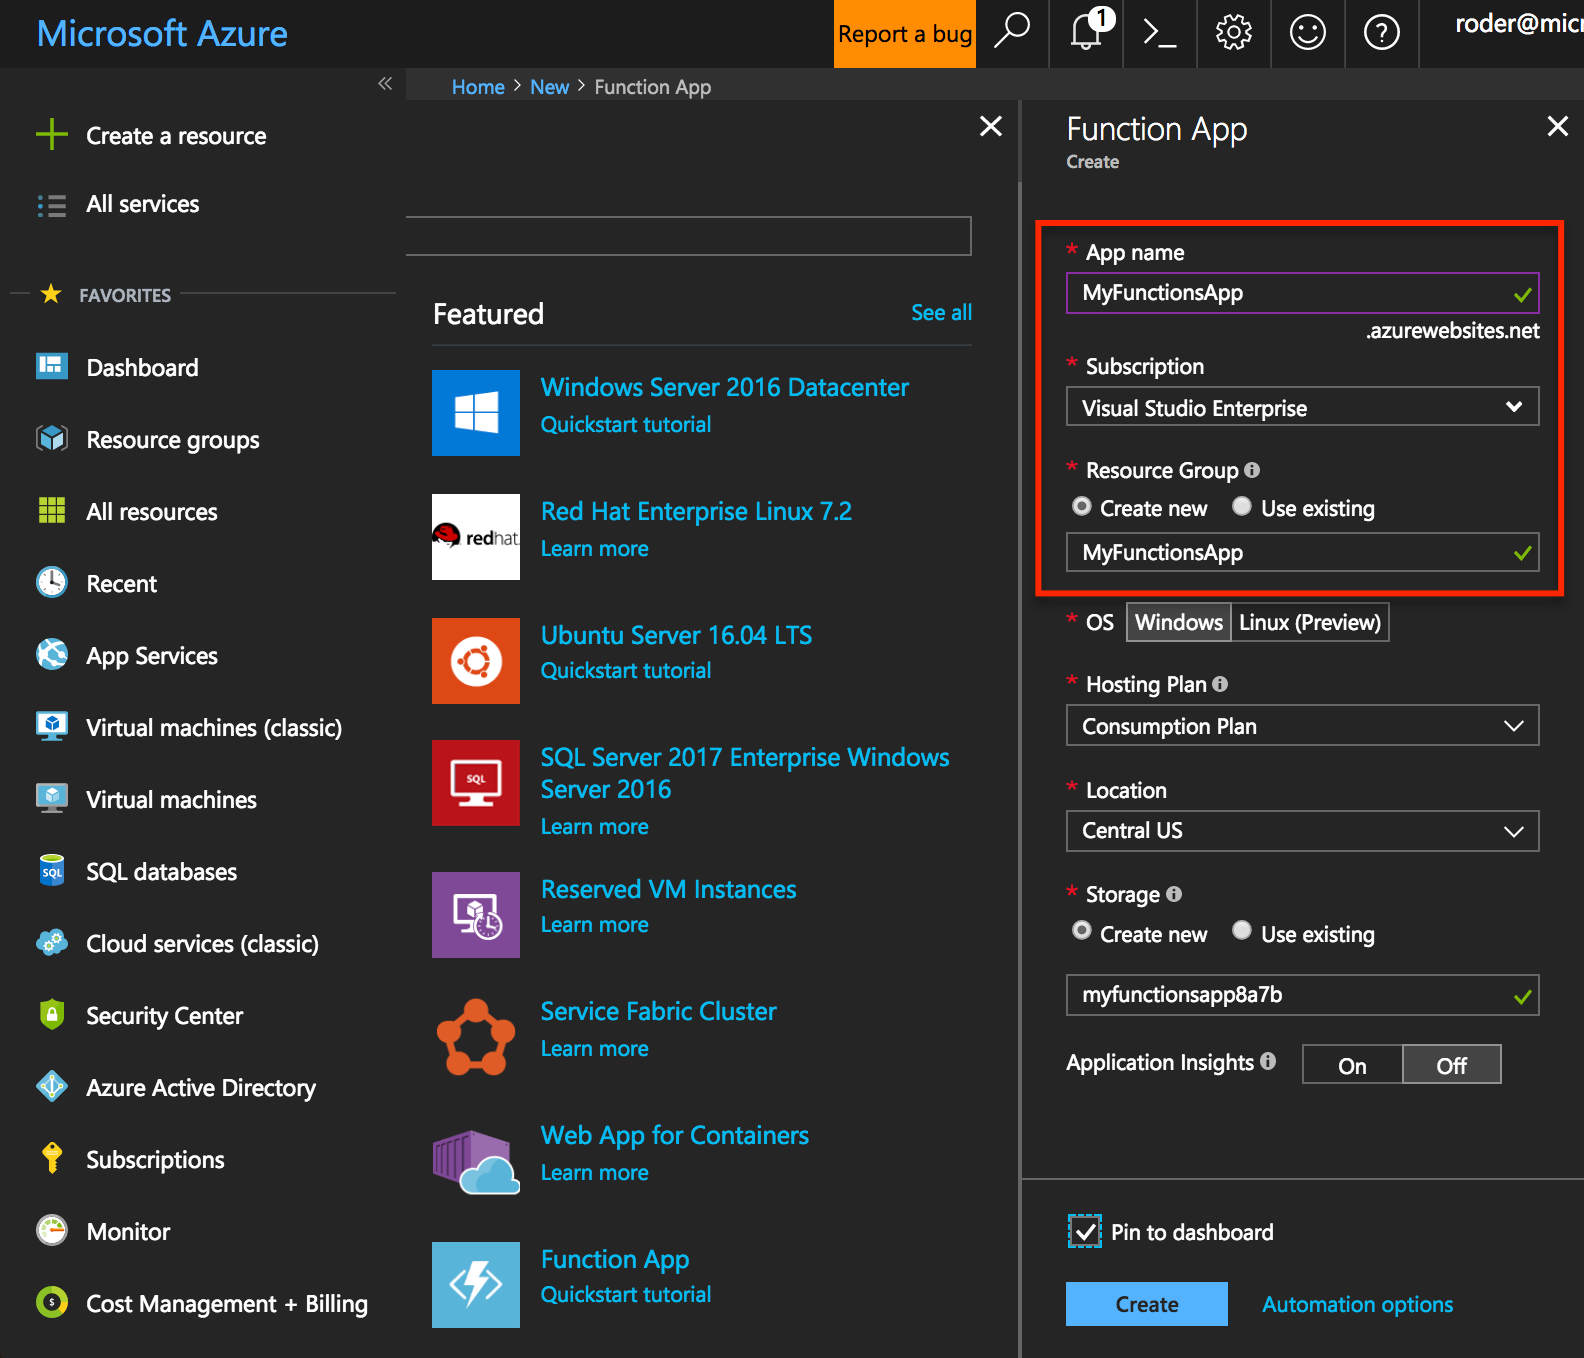 Microsoft Azure
Report a bug
1
roder@micr
Home > New > Function App
Create a resource
All services
FAVORITES
Dashboard
Resource groups
All resources
Recent
App Services
Virtual machines (classic)
Virtual machines
SQL
SQL databases
Cloud services (classic)
Security Center
Azure Active Directory
Subscriptions
Monitor
Cost Management + Billing
Featured
See all
Windows Server 2016 Datacenter
Quickstart tutorial
redhat.
Red Hat Enterprise Linux 7.2
Learn more
Ubuntu Server 16.04 LTS
Quickstart tutorial
SQL
SQL Server 2017 Enterprise Windows
Server 2016
Learn more
Reserved VM Instances
Learn more
Service Fabric Cluster
Learn more
Web App for Containers
Learn more
Function App
Quickstart tutorial
Function App
Create
* App name
MyFunctionsApp
.azurewebsites.net
* Subscription
Visual Studio Enterprise
* Resource Group
Create new Use existing
MyFunctionsApp
* OS Windows Linux (Preview)
* Hosting Plan
Consumption Plan
* Location
Central US
* Storage
Create new Use existing
myfunctionsapp8a7b
Application Insights On Off
Pin to dashboard
Create Automation options